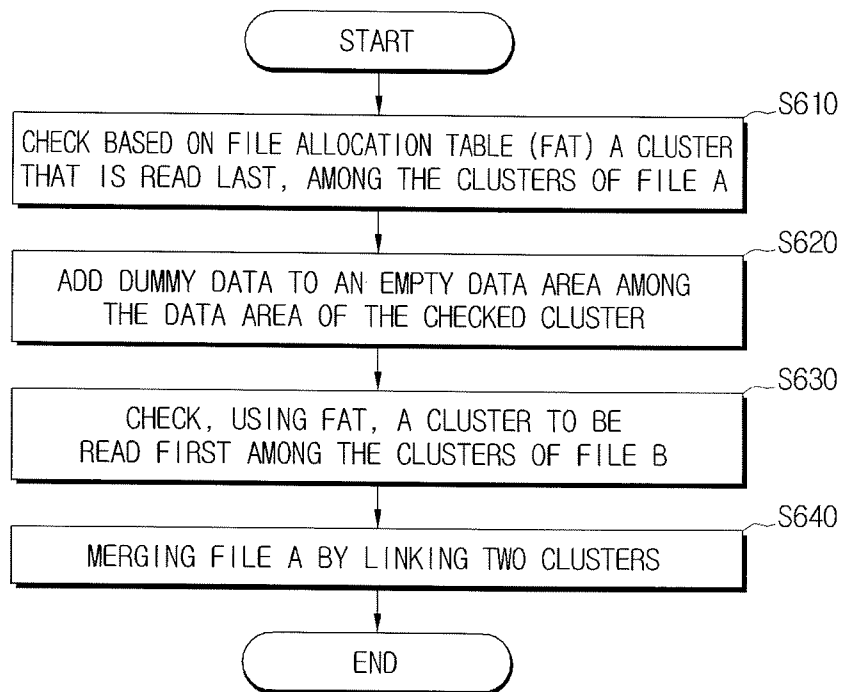 START
S610
CHECK BASED ON FILE ALLOCATION TABLE (FAT) A CLUSTER
THAT IS READ LAST, AMONG THE CLUSTERS OF FILE A
S620
ADD DUMMY DATA TO AN EMPTY DATA AREA AMONG
THE DATA AREA OF THE CHECKED CLUSTER
S630
CHECK, USING FAT, A CLUSTER TO BE
READ FIRST AMONG THE CLUSTERS OF FILE B
S640
MERGING FILE A BY LINKING TWO CLUSTERS
END